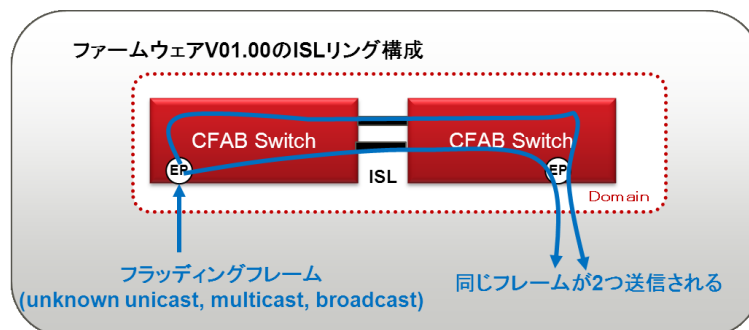 ファームウェアV01.00のISLリング構成
CFAB Switch
CFAB Switch
EP
ISL
EP
Domain
フラッディングフレーム
(unknown unicast, multicast, broadcast)
同じフレームが2つ送信される